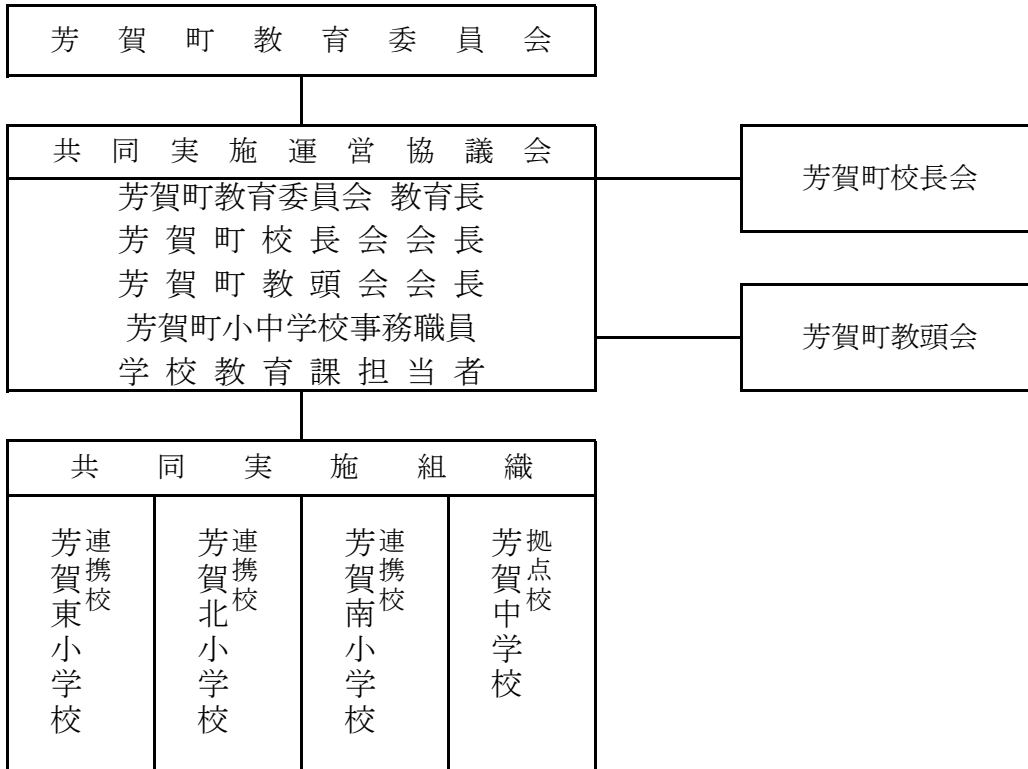 芳賀町教育委員会
共同実施運営協議会
芳賀町教育委員会 教育長
芳賀町校長会会長
芳賀町教頭会会長
芳賀町小中学校事務職員
学校教育課担当者
芳賀町校長会
芳賀町教頭会
共同実施組織
拠点校
芳賀中学校
連携校
芳賀南小学校
連携校
芳賀北小学校
連携校
芳賀東小学校